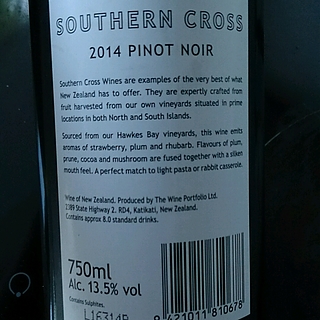 SOUTHERN CROSS
2014 PINOT NOIR
Southern Cross Wines are examples of the very best of what
New Zealand has to offer. They are expertly crafted from
fruit harvested from our own vineyards situated in prime
locations in both North and South Islands.
Sourced from our Hawkes Bay vineyards, this wine emits
aromas of strawberry, plum and rhubarb. Flavours of plum,
prune, cocoa and mushroom are fused together with a silken
mouth feel. A perfect match to light pasta or rabbit casserole.
Wine of New Zealand. Produced by The Wine Portfolio Ltd.
2389 State Highway 2. RD4, Katikati, New Zealand.
Contains approx 8.0 standard drinks.
750ml
Alc. 13.5% vol
Contains Sulphites.
9 421011 810678